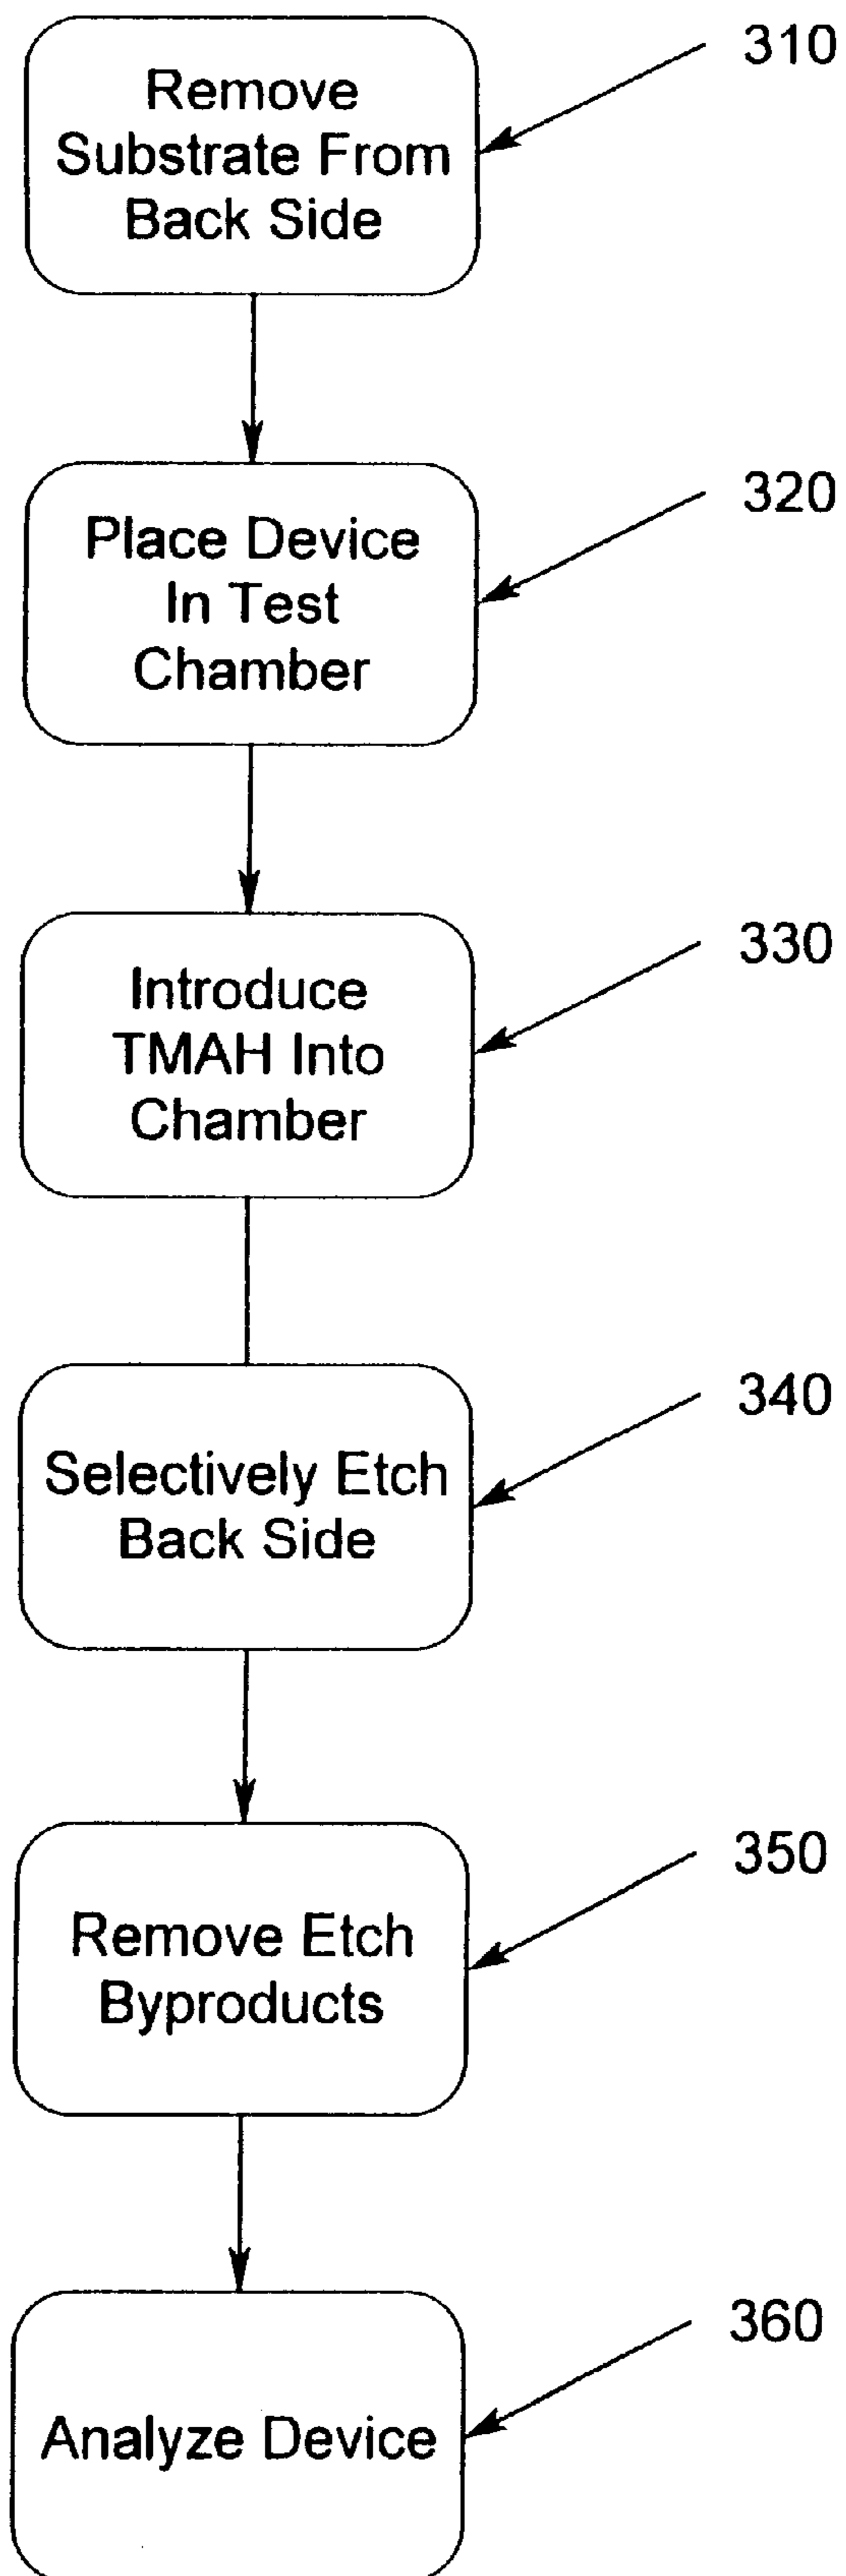 310
Remove
Substrate From
Back Side
320
Place Device
In Test
Chamber
330
Introduce
TMAH Into
Chamber
340
Selectively Etch
Back Side
350
Remove Etch
Byproducts
360
Analyze Device